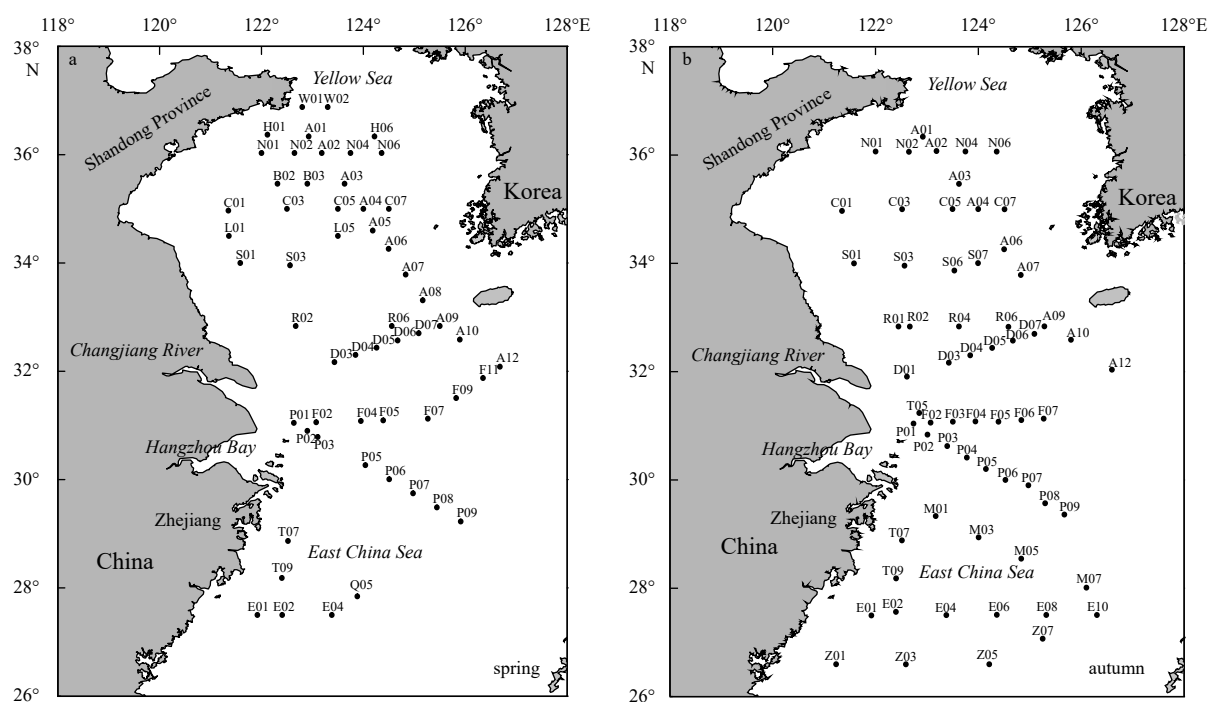 118° 120° 122° 124° 126° 128°E
38°
N
a
Yellow Sea
Shandong Province
W01 W02
H01 A01 H06
36°
N01 N02 A02 N04 N06
B02 B03 A03
Korea
C01 C03 C05 A04 C07
L01 L05 A05
A06
34°
S01 S03
A07
A08
R02 R06 A09
D07
D06
A10
D05
D04
D03
Changjiang River
A12
F11
32°
F09
P01 F02 F04 F05 F07
P02
P03
Hangzhou Bay
P05
P06
30°
P07
P08
P09
Zhejiang
T07
East China Sea
China
T09
28°
Q05
E01 E02 E04
spring
26°
118° 120° 122° 124° 126° 128°E
38°
N
b
Yellow Sea
Shandong Province
A01
36°
N01 N02 A02 N04 N06
A03
Korea
C01 C03 C05 A04 C07
A06
34°
S01 S03 S06 S07
A07
R01 R02 R04 R06 A09
D07
D06
A10
D05
D04
D03
Changjiang River
A12
32°
D01
T05
F02 F03 F04 F05 F06 F07
P01
P02
P03
Hangzhou Bay
P04
P05
P06
30°
P07
P08
P09
M01
Zhejiang
T07
M03
China
M05
T09
East China Sea
28°
M07
E01 E02 E04 E06 E08 E10
Z07
Z01 Z03 Z05
autumn
26°